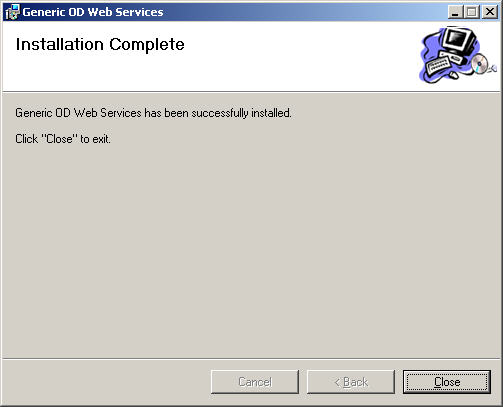 Generic OD Web Services
Installation Complete
Generic OD Web Services has been successfully installed.
Click "Close" to exit.
Cancel
< Back
Close